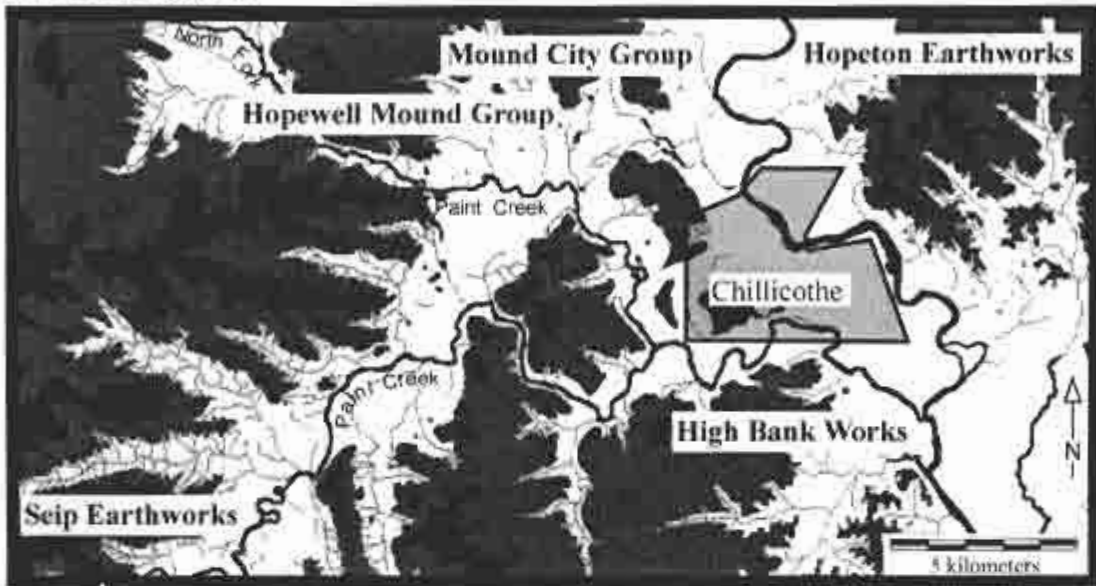 North Fork
Mound City Group
Hopeton Earthworks
Hopewell Mound Group
Paint Creek
Chillicothe
Paint Creek
High Bank Works
N
Seip Earthworks
5 kilometers